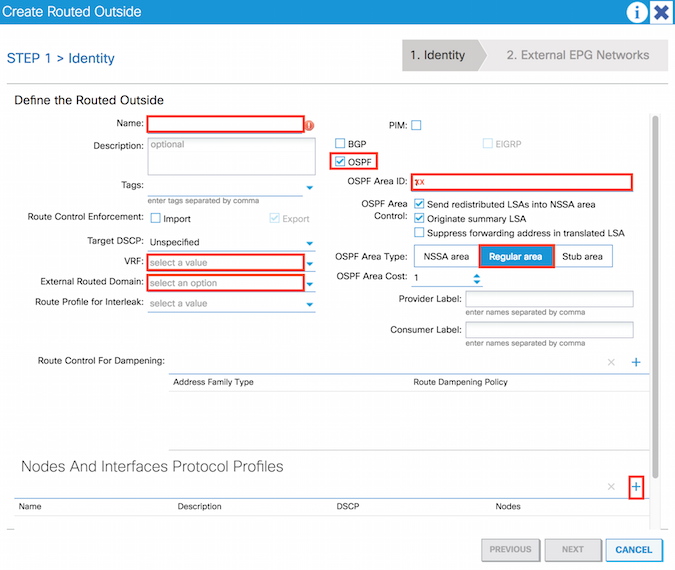 Create Routed Outside
i
STEP 1 > Identity
1. Identity
2. External EPG Networks
Define the Routed Outside
Name:
Description: optional
Tags:
enter tags separated by comma
Route Control Enforcement: Import Export
Target DSCP: Unspecified
VRF: select a value
External Routed Domain: select an option
Route Profile for Interleak: select a value
PIM:
BGP EIGRP
OSPF
OSPF Area ID: xx
OSPF Area Control: Send redistributed LSAs into NSSA area
Originate summary LSA
Suppress forwarding address in translated LSA
OSPF Area Type: NSSA area Regular area Stub area
OSPF Area Cost: 1
Provider Label:
enter names separated by comma
Consumer Label:
enter names separated by comma
Route Control For Dampening:
Address Family Type Route Dampening Policy
Nodes And Interfaces Protocol Profiles
Name Description DSCP Nodes
PREVIOUS NEXT CANCEL